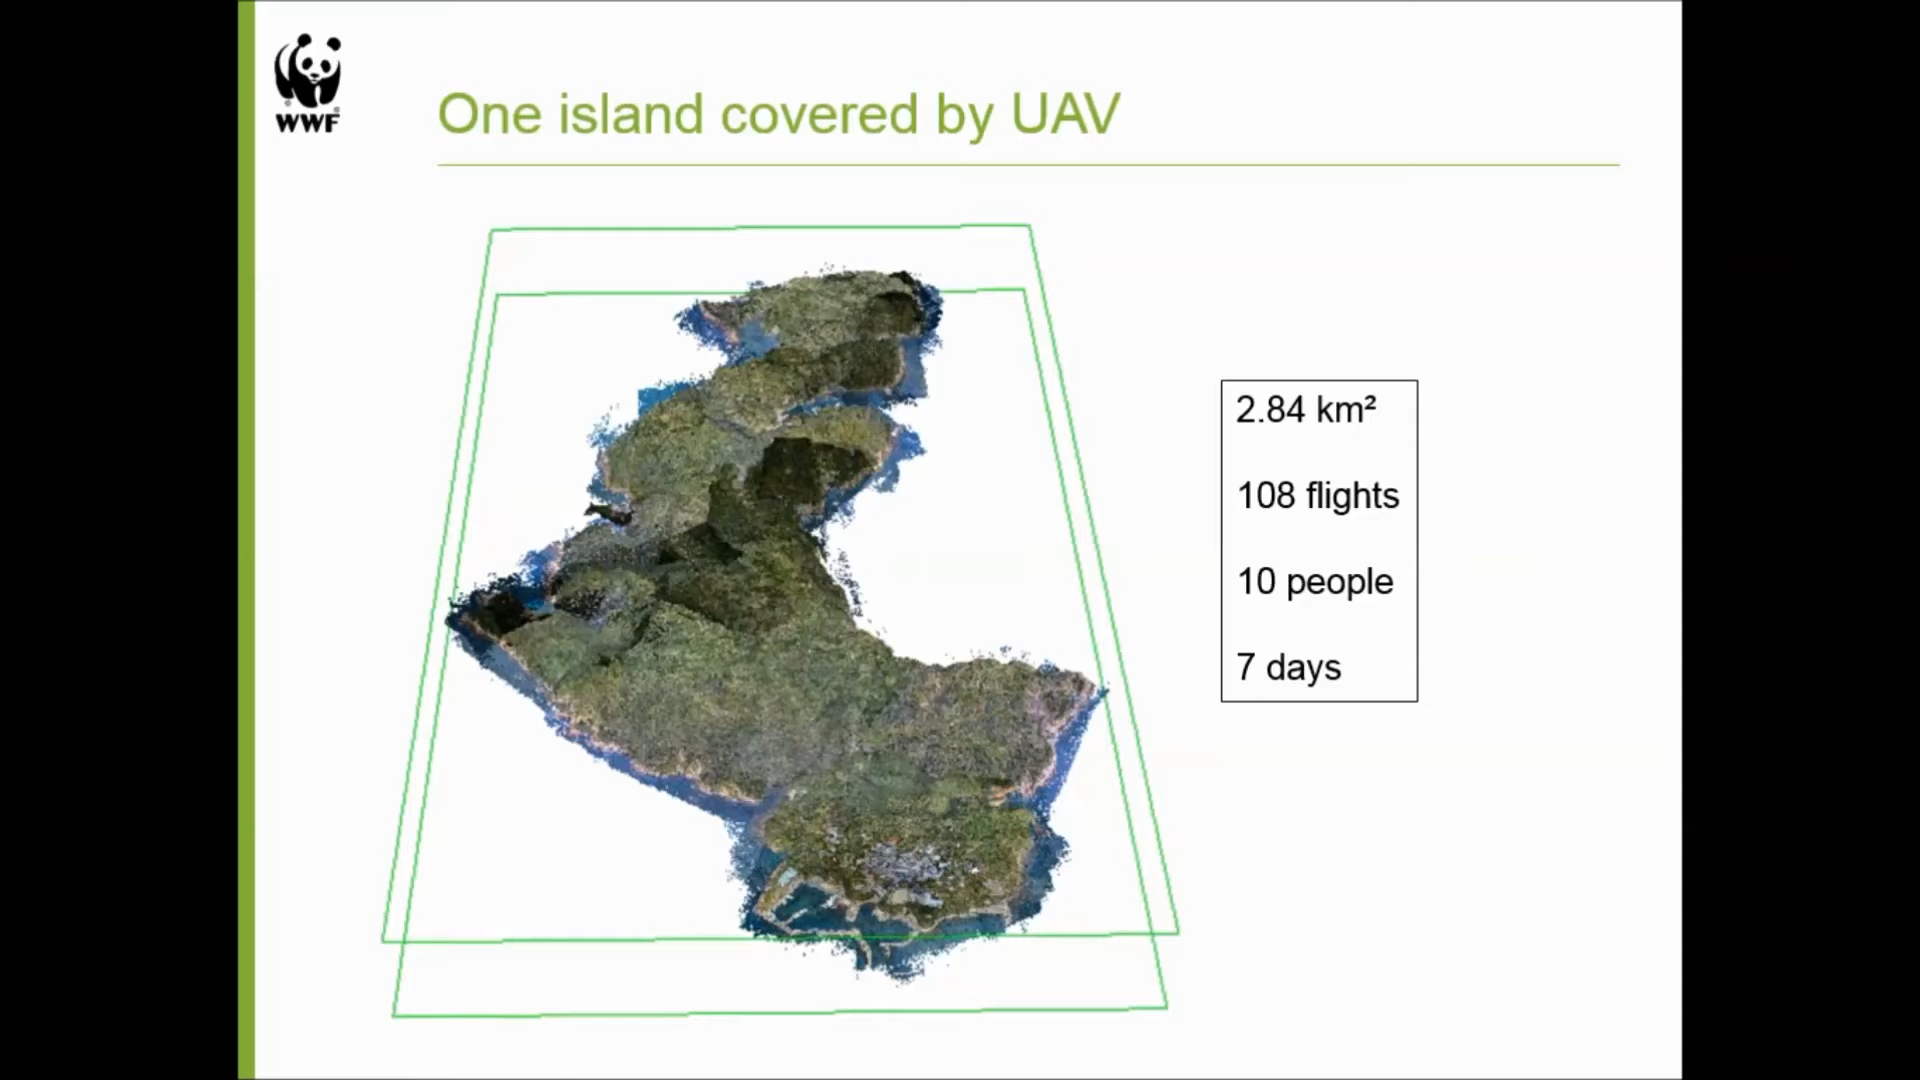 WWF
One island covered by UAV
2.84 km²
108 flights
10 people
7 days